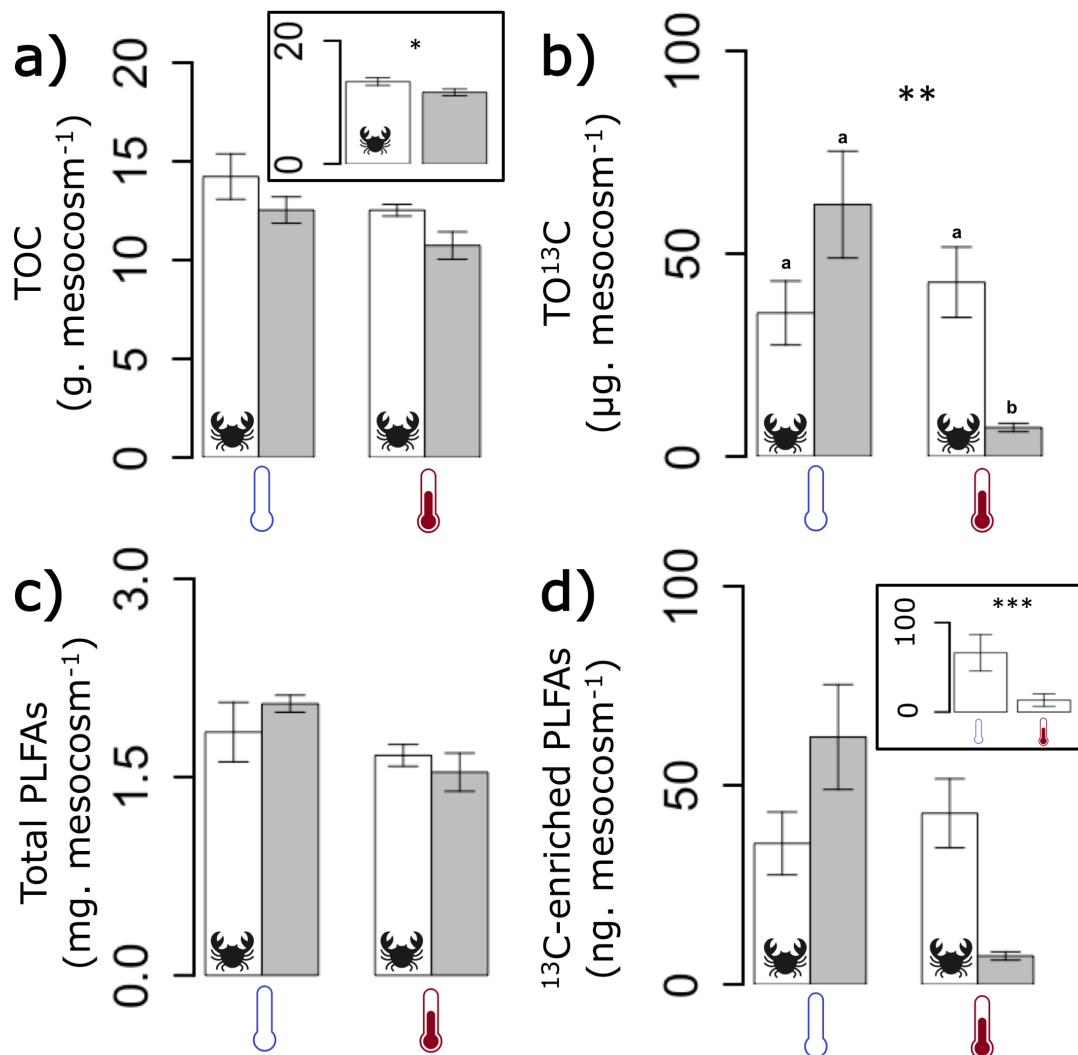 a)
TOC
(g. mesocosm⁻¹)
20
15
10
5
0
20
0
*
b)
TO¹³C
(µg. mesocosm⁻¹)
100
50
0
**
a
a
a
b
c)
Total PLFAs
(mg. mesocosm⁻¹)
3.0
1.5
0.0
d)
¹³C-enriched PLFAs
(ng. mesocosm⁻¹)
100
50
0
100
0
***